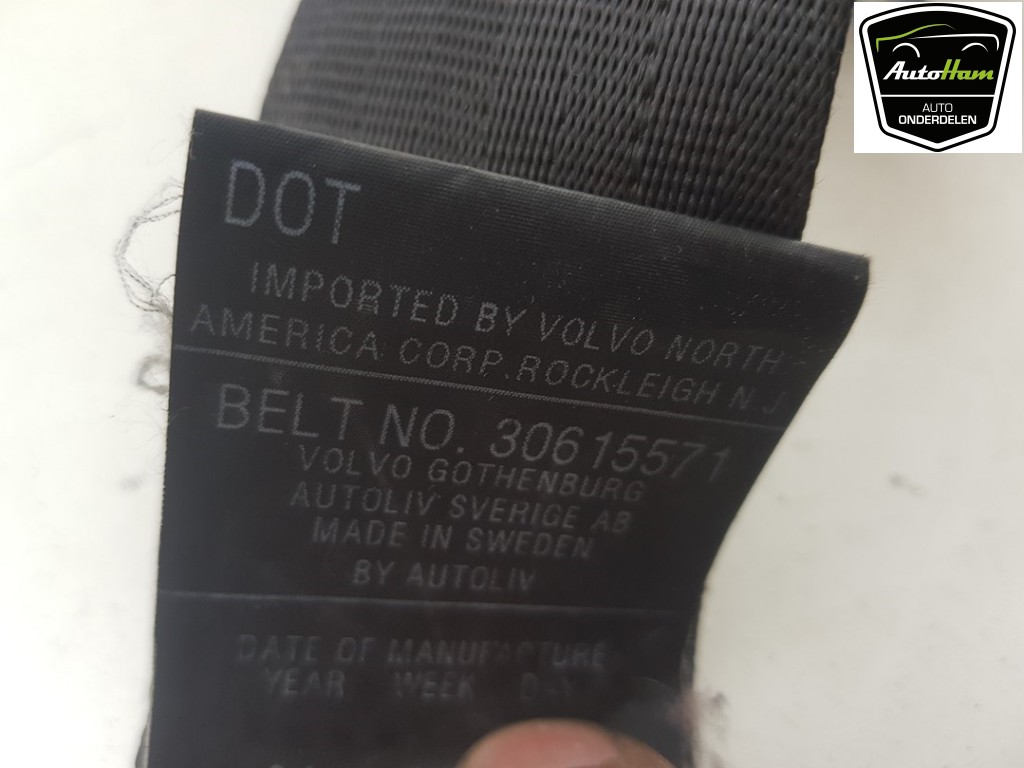 AutoHam
AUTO
ONDERDELEN
DOT
IMPORTED BY VOLVO NORTH
AMERICA CORP. ROCKLEIGH N J
BELT NO. 30615571
VOLVO GOTHENBURG
AUTOLIV SVERIGE AB
MADE IN SWEDEN
BY AUTOLIV
DATE OF MANUFACTURE
YEAR WEEK DAY